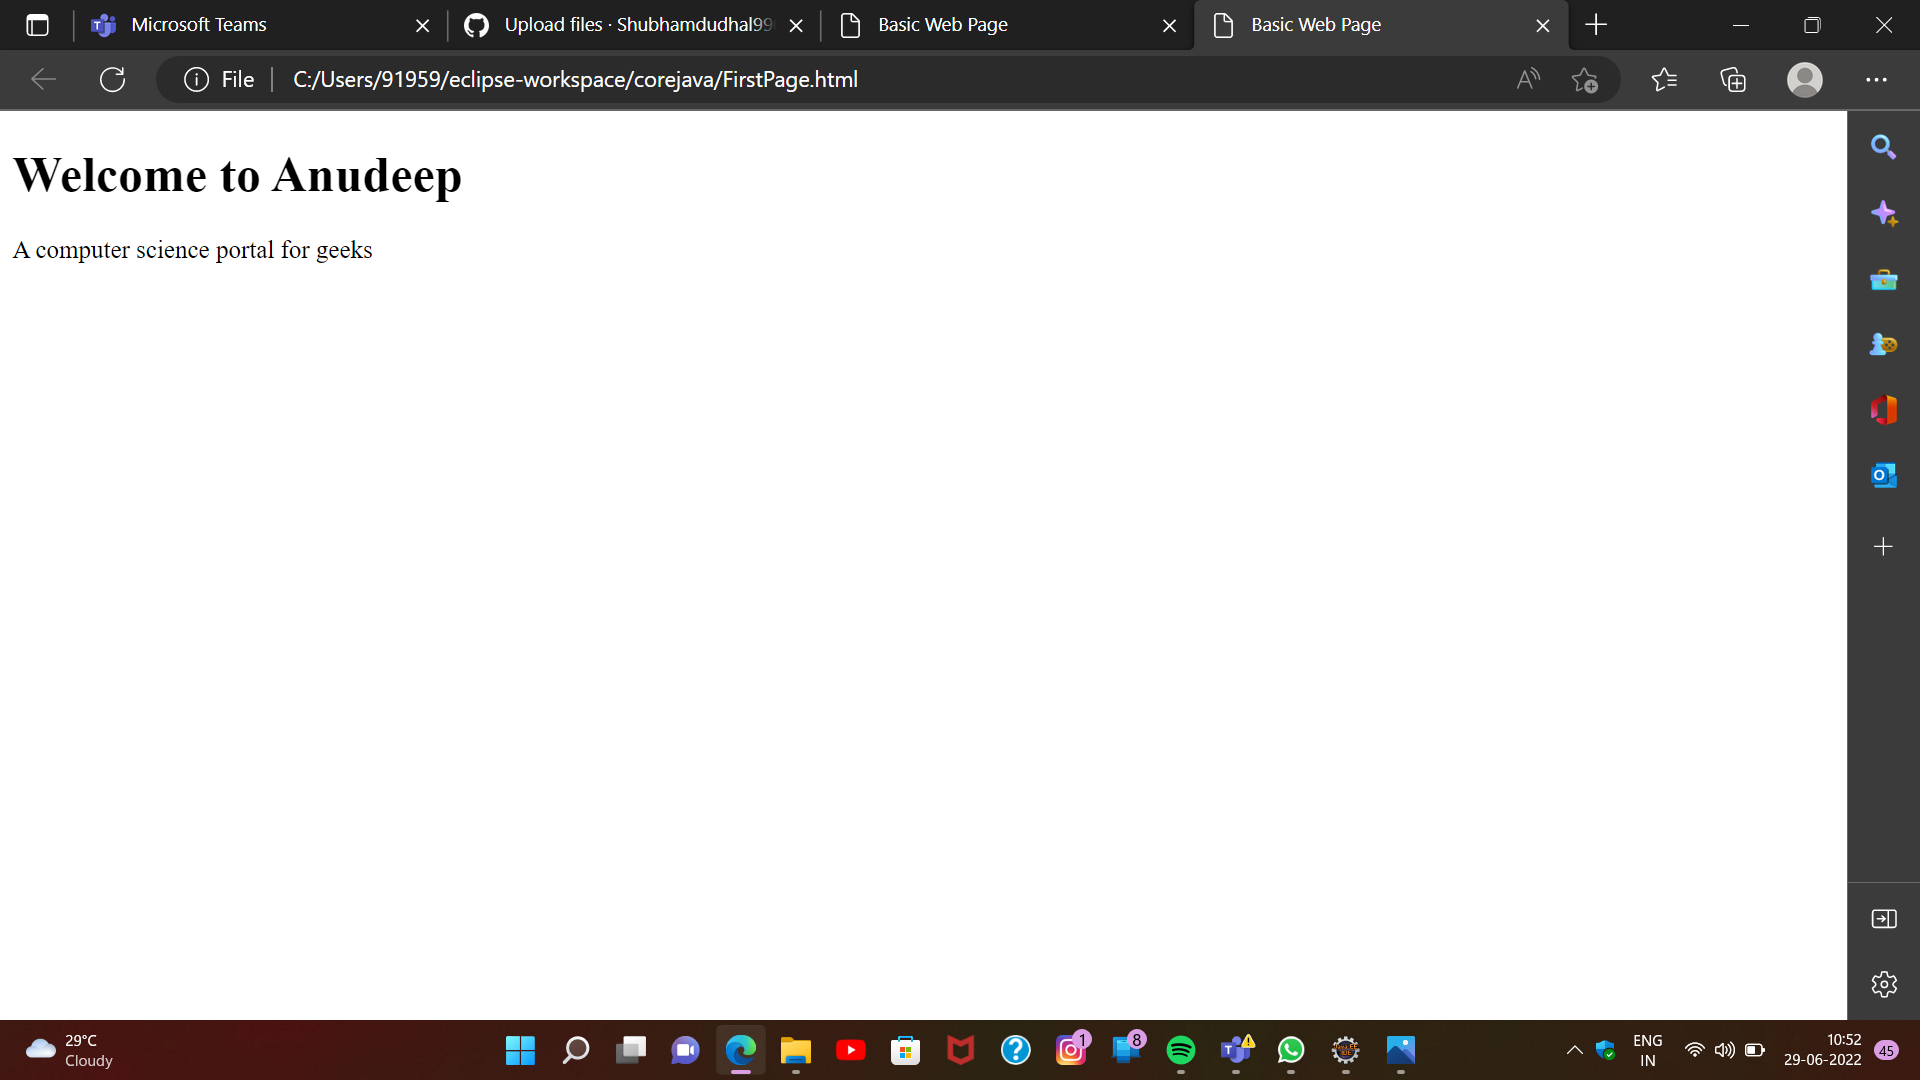 Microsoft Teams
Upload files · Shubhamdudhal99
Basic Web Page
Basic Web Page
File
C:/Users/91959/eclipse-workspace/corejava/FirstPage.html
Welcome to Anudeep
A computer science portal for geeks
29°C
Cloudy
1
8
ENG
IN
10:52
29-06-2022
45